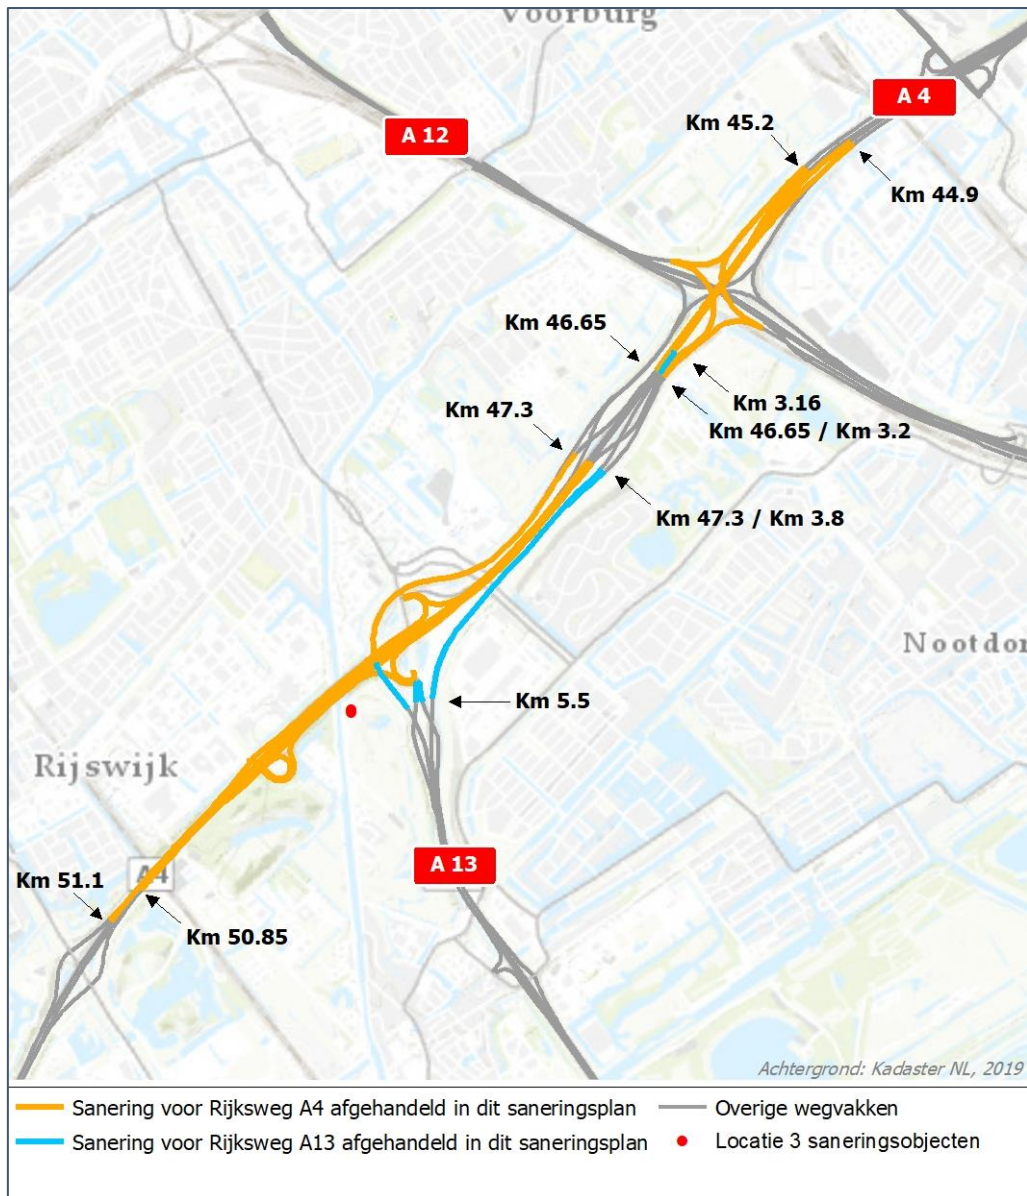 Voorburg
A 4
A 12
Km 45.2
Km 44.9
Km 46.65
Km 3.16
Km 47.3
Km 46.65 / Km 3.2
Km 47.3 / Km 3.8
Km 5.5
Rijswijk
A 13
A4
Km 51.1
Km 50.85
Achtergrond: Kadaster NL, 2019
Sanering voor Rijksweg A4 afgehandeld in dit saneringsplan
Overige wegvakken
Sanering voor Rijksweg A13 afgehandeld in dit saneringsplan
Locatie 3 saneringsobjecten